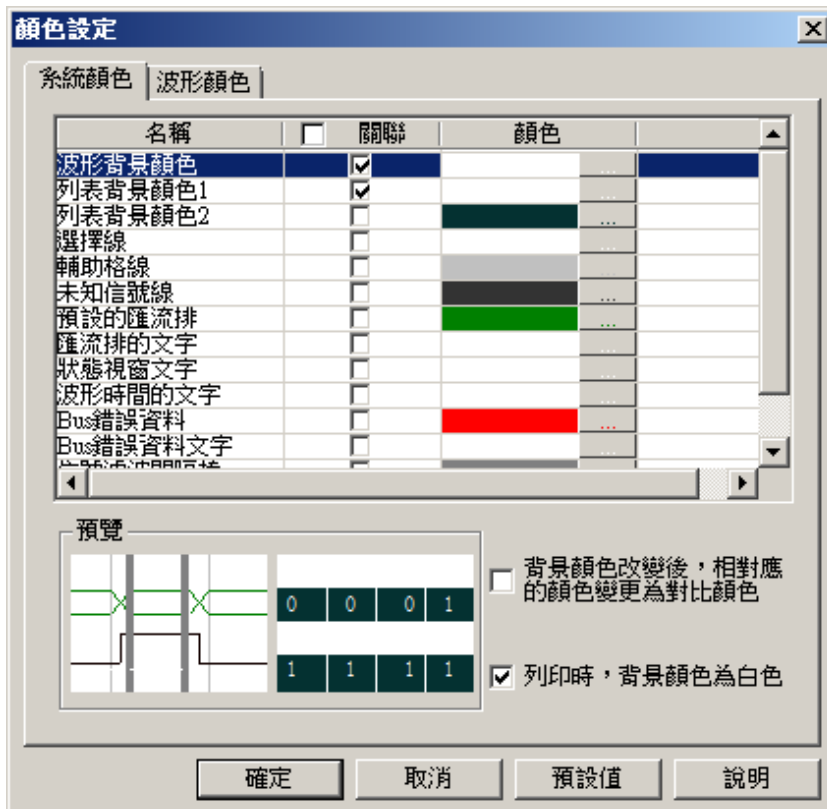 顏色設定
系統顏色 波形顏色
名稱 關聯 顏色
波形背景顏色 ...
列表背景顏色1 ...
列表背景顏色2 ...
選擇線 ...
輔助格線 ...
未知信號線 ...
預設的匯流排 ...
匯流排的文字 ...
狀態視窗文字 ...
波形時間的文字 ...
Bus錯誤資料 ...
Bus錯誤資料文字 ...
預覽
0 0 0 1
1 1 1 1
背景顏色改變後，相對應
的顏色變更為對比顏色
列印時，背景顏色為白色
確定 取消 預設值 說明